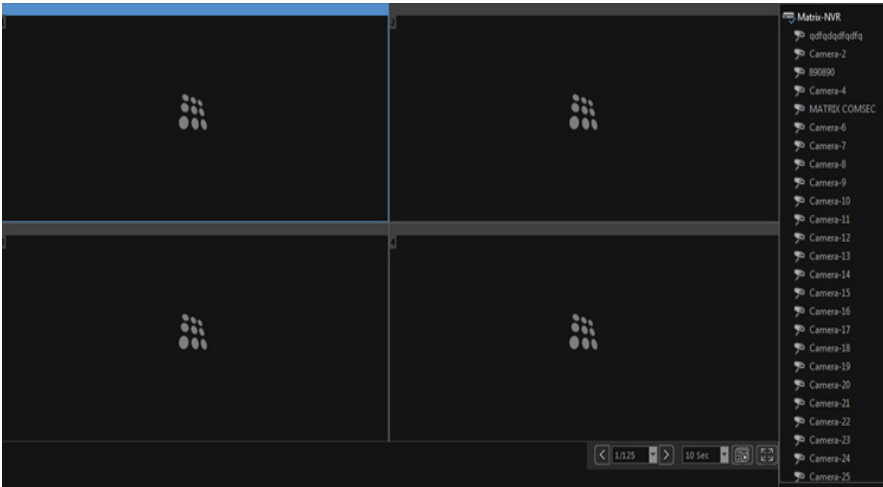 2
4
1/125
10 Sec
Matrix-NVR
qdfqdqdfqdfq
Camera-2
890890
Camera-4
MATRIX COMSEC
Camera-6
Camera-7
Camera-8
Camera-9
Camera-10
Camera-11
Camera-12
Camera-13
Camera-14
Camera-15
Camera-16
Camera-17
Camera-18
Camera-19
Camera-20
Camera-21
Camera-22
Camera-23
Camera-24
Camera-25